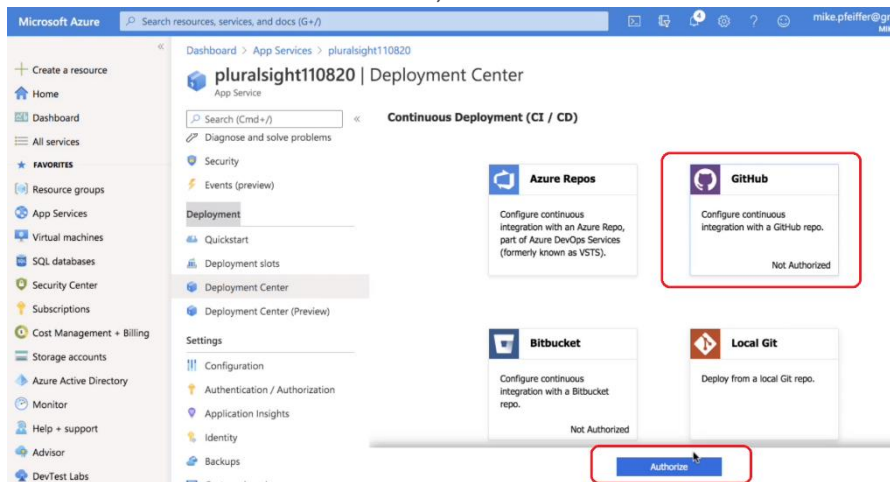 Microsoft Azure
Search resources, services, and docs (G+/)
4
mike.pfeiffer@g
Dashboard > App Services > pluralsight110820
pluralsight110820 | Deployment Center
App Service
Create a resource
Home
Dashboard
All services
FAVORITES
Resource groups
App Services
Virtual machines
SQL databases
Security Center
Subscriptions
Cost Management + Billing
Storage accounts
Azure Active Directory
Monitor
Help + support
Advisor
DevTest Labs
Search (Cmd+/)
Diagnose and solve problems
Security
Events (preview)
Deployment
Quickstart
Deployment slots
Deployment Center
Deployment Center (Preview)
Settings
Configuration
Authentication / Authorization
Application Insights
Identity
Backups
Continuous Deployment (CI / CD)
Azure Repos
Configure continuous
integration with an Azure Repo,
part of Azure DevOps Services
(formerly known as VSTS).
GitHub
Configure continuous
integration with a GitHub repo.
Not Authorized
Bitbucket
Configure continuous
integration with a Bitbucket
repo.
Not Authorized
Local Git
Deploy from a local Git repo.
Authorize